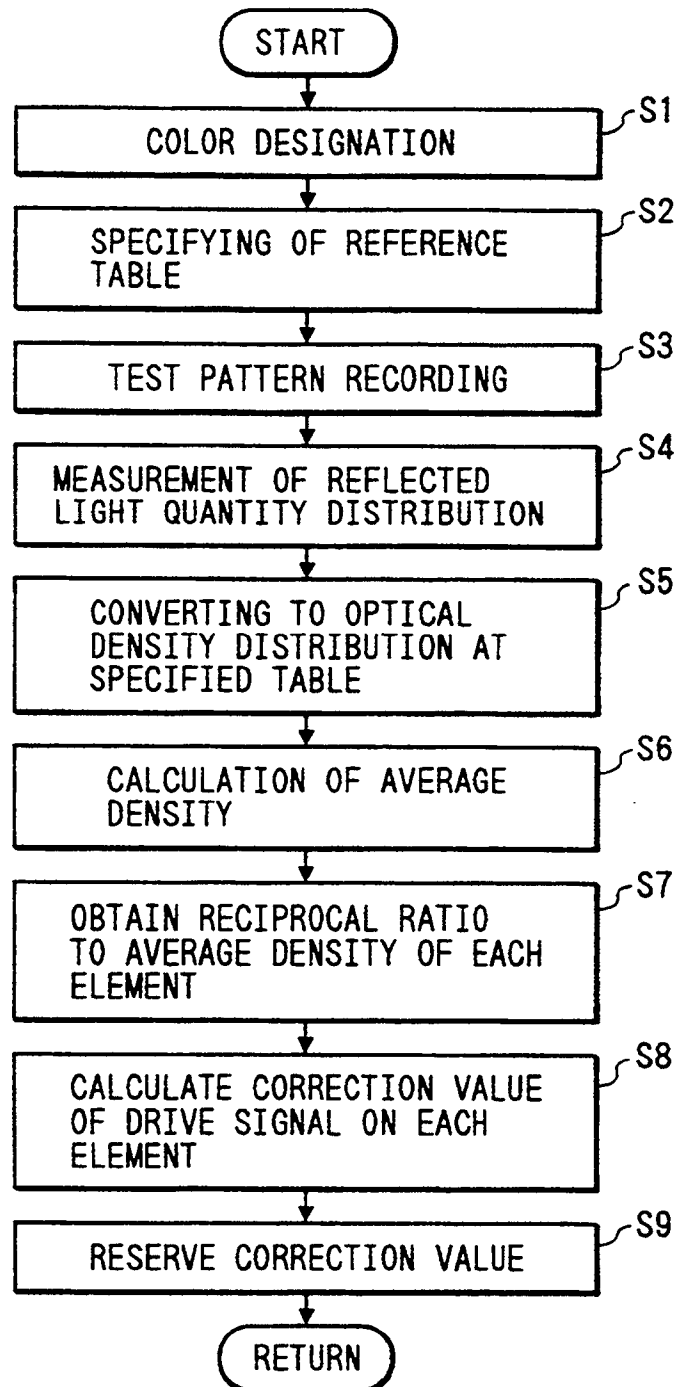 START
S1
COLOR DESIGNATION
S2
SPECIFYING OF REFERENCE
TABLE
S3
TEST PATTERN RECORDING
S4
MEASUREMENT OF REFLECTED
LIGHT QUANTITY DISTRIBUTION
S5
CONVERTING TO OPTICAL
DENSITY DISTRIBUTION AT
SPECIFIED TABLE
S6
CALCULATION OF AVERAGE
DENSITY
S7
OBTAIN RECIPROCAL RATIO
TO AVERAGE DENSITY OF EACH
ELEMENT
S8
CALCULATE CORRECTION VALUE
OF DRIVE SIGNAL ON EACH
ELEMENT
S9
RESERVE CORRECTION VALUE
RETURN